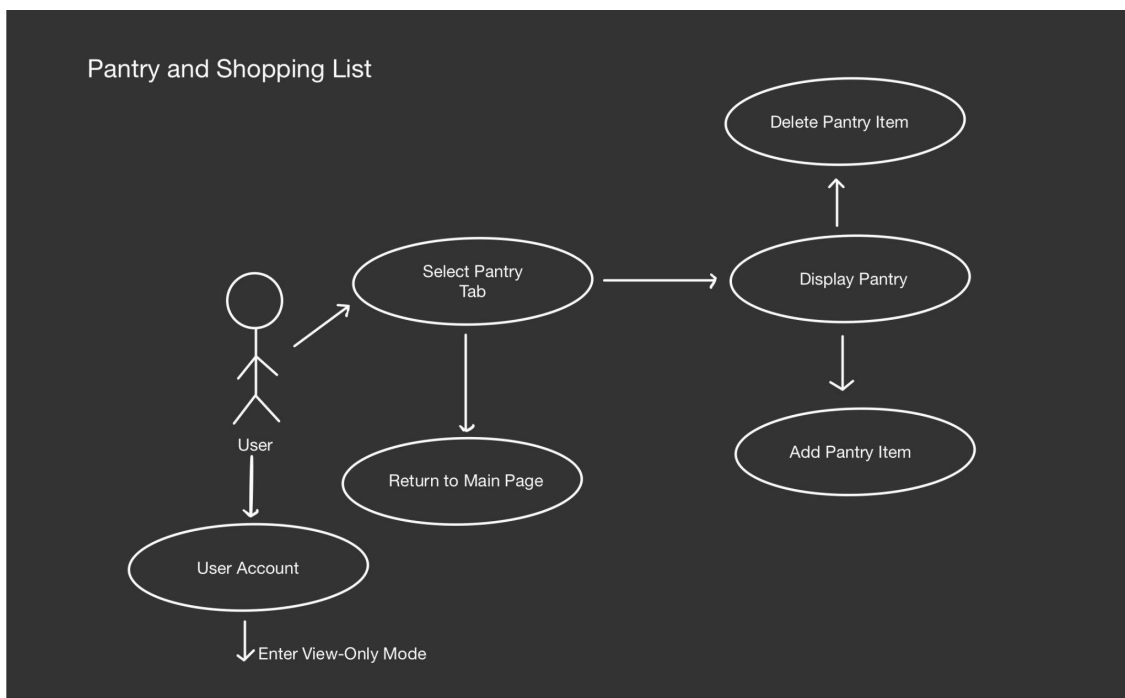 Pantry and Shopping List
Delete Pantry Item
Select Pantry
Tab
Display Pantry
User
Return to Main Page
Add Pantry Item
User Account
Enter View-Only Mode